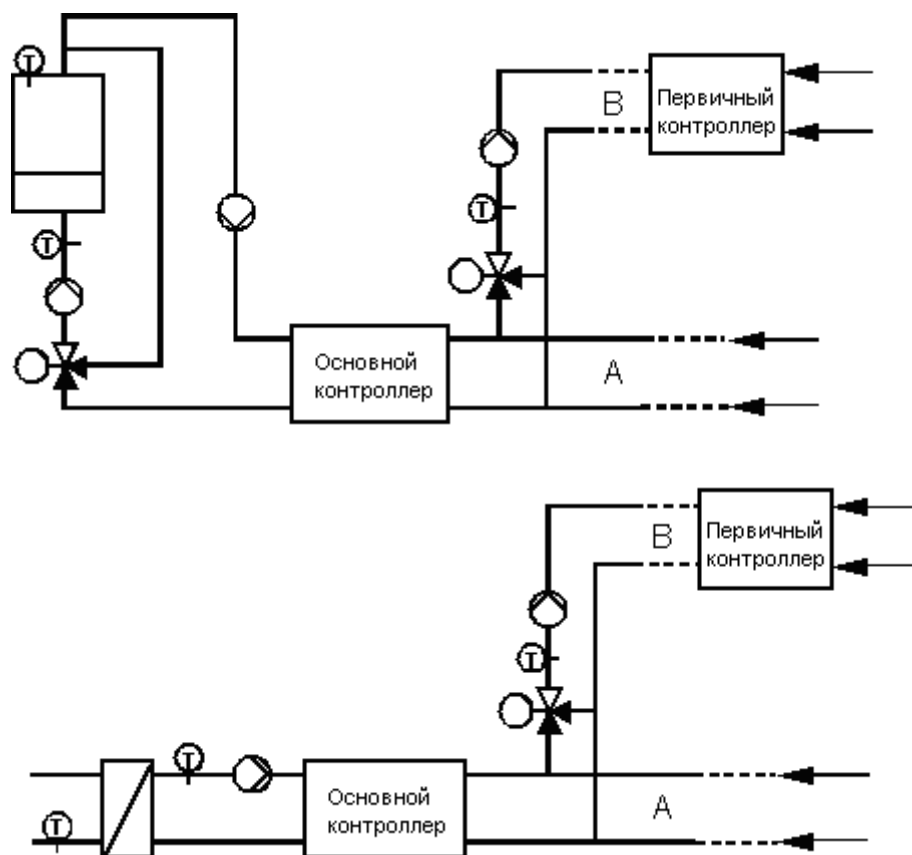 T
B
Первичный
контроллер
T
T
Основной
контроллер
A
B
Первичный
контроллер
T
T
Основной
контроллер
A
T